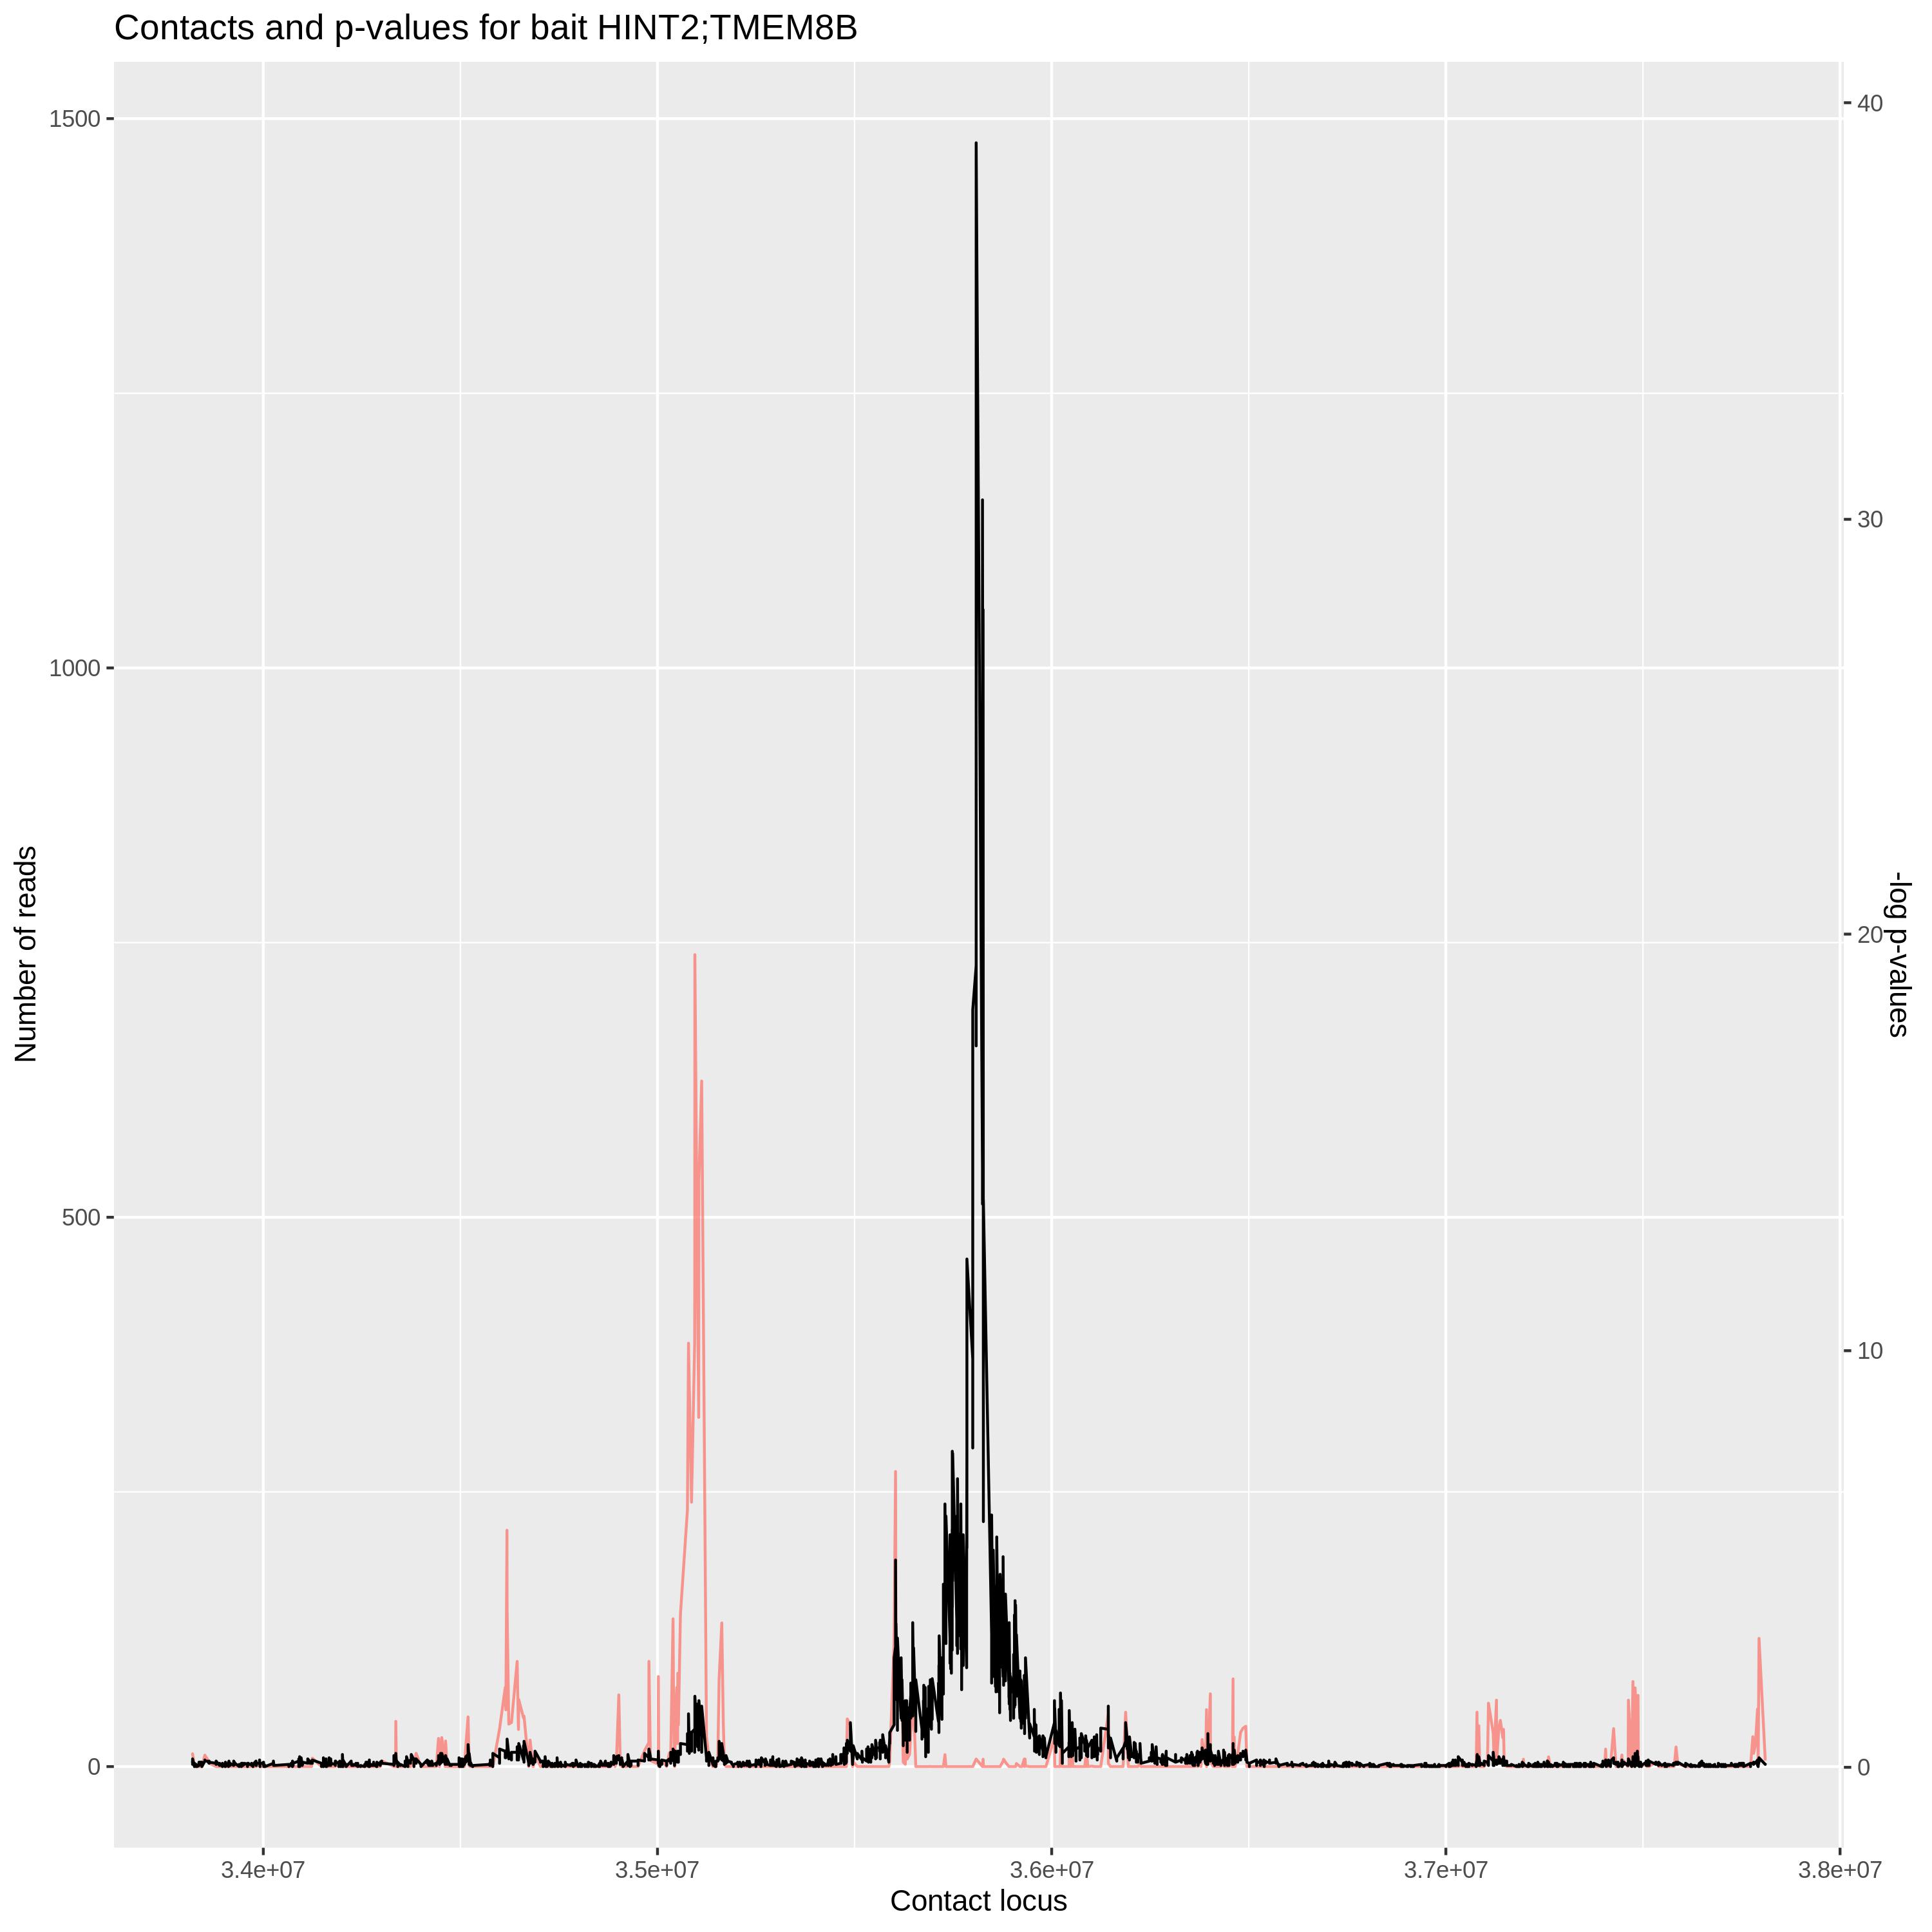 Contacts and p-values for bait HINT2;TMEM8B
1500
1000
500
0
Number of reads
40
30
20
10
0
-log p-values
3.4e+07
3.5e+07
3.6e+07
3.7e+07
3.8e+07
Contact locus